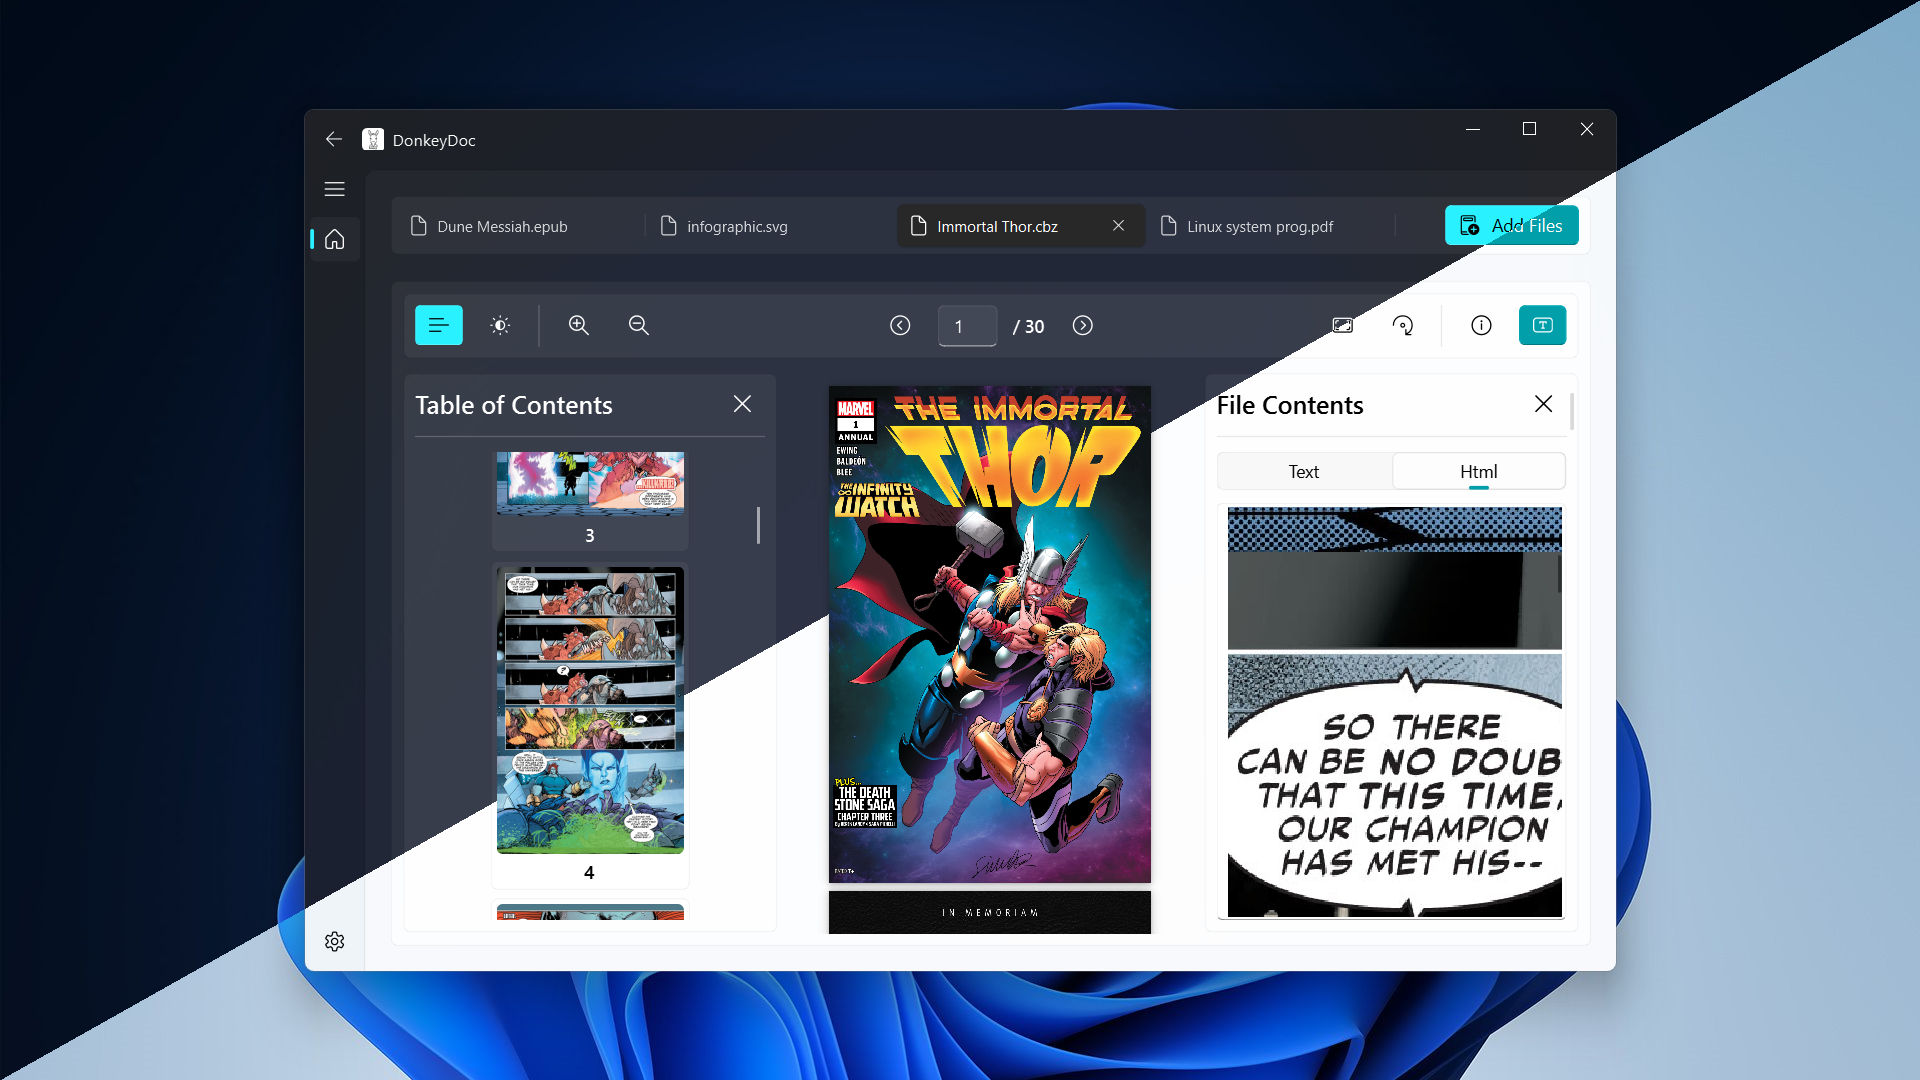 DonkeyDoc
Dune Messiah.epub
infographic.svg
Immortal Thor.cbz
Linux system prog.pdf
Add Files
1
/ 30
Table of Contents
3
4
MARVEL
1
ANNUAL
EWING
BALDEÓN
BLEE
THE IMMORTAL
THOR
THE INFINITY
WATCH
PLUS...
THE DEATH
STONE SAGA
CHAPTER THREE
IN MEMORIAM
File Contents
Text
Html
SO THERE
CAN BE NO DOUB
THAT THIS TIME,
OUR CHAMPION
HAS MET HIS--